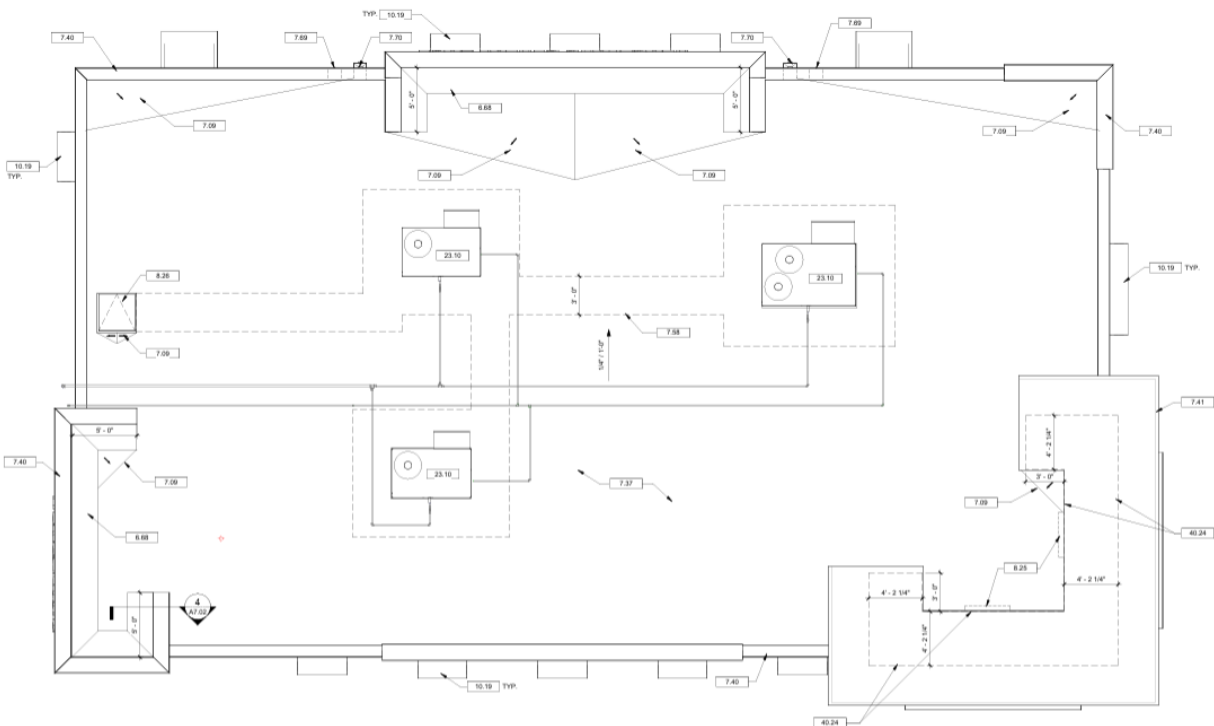 TYP. 10.19
7.40
7.69
7.70
7.70
7.69
5' - 0"
6.68
5' - 0"
7.09
7.09
7.40
10.19
TYP.
7.09
7.09
23.10
23.10
10.19 TYP.
8.26
3' - 0"
7.58
7.09
1/4" / 1'-0"
7.41
5' - 0"
4' - 2 1/4"
7.40
7.09
23.10
3' - 0"
7.37
7.09
6.68
40.24
8.25
4' - 2 1/4"
4' - 2 1/4"
3' - 0"
4
A7.02
5' - 0"
4' - 2 1/4"
10.19 TYP.
7.40
40.24